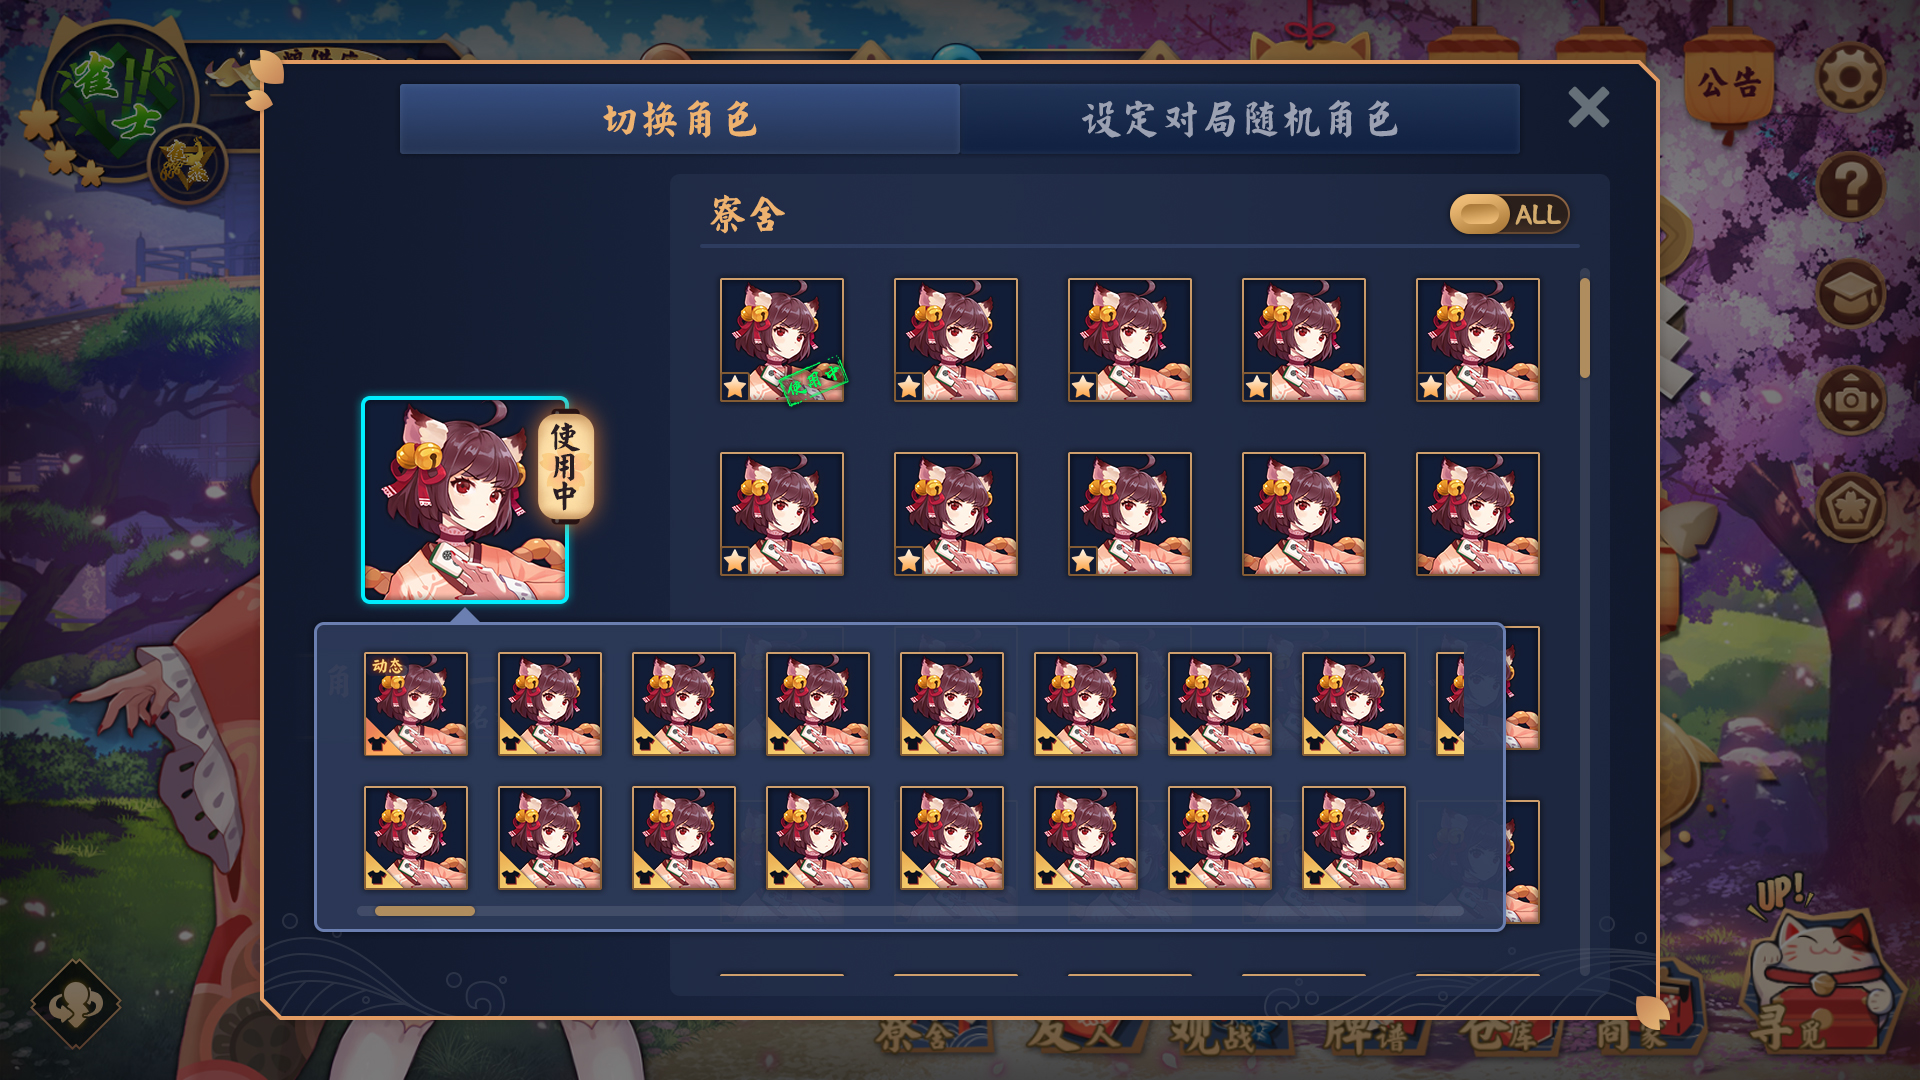 雀士
公告
切换角色
设定对局随机角色
寮舍
ALL
使用中
使用中
动态
角
名
UP!
寮舍
友人
观战
牌谱
仓库
商家
寻觅